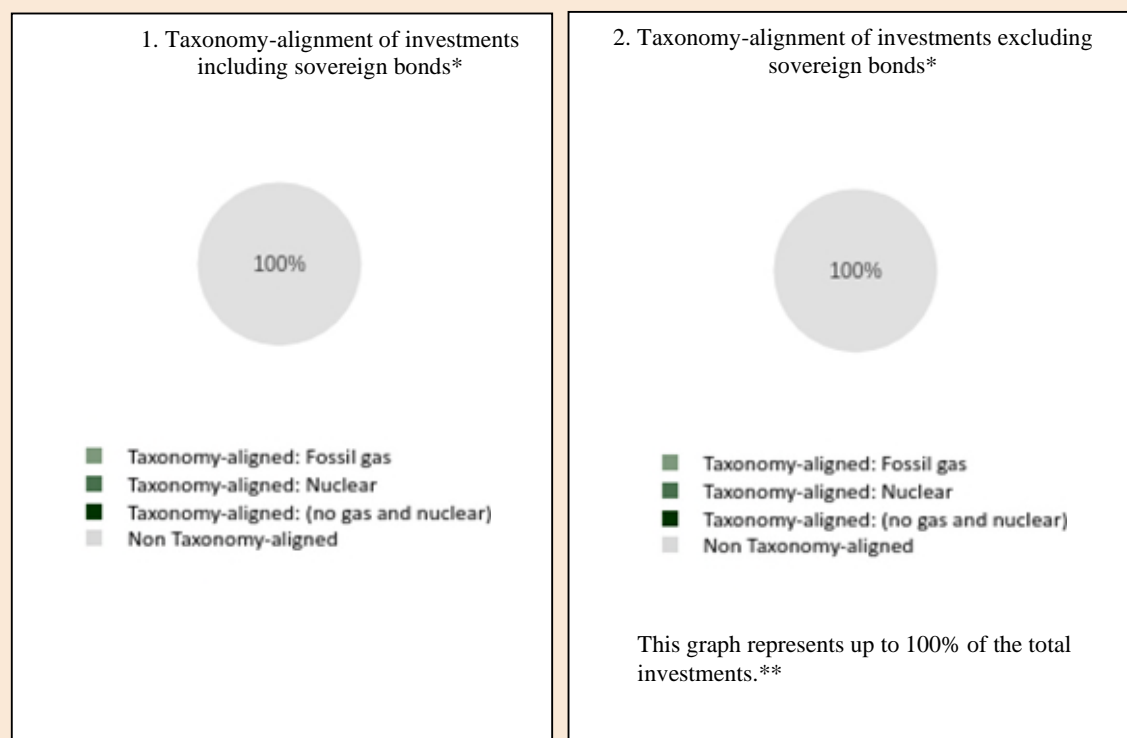 1. Taxonomy-alignment of investments
including sovereign bonds*
100%
Taxonomy-aligned: Fossil gas
Taxonomy-aligned: Nuclear
Taxonomy-aligned: (no gas and nuclear)
Non Taxonomy-aligned
2. Taxonomy-alignment of investments excluding
sovereign bonds*
100%
Taxonomy-aligned: Fossil gas
Taxonomy-aligned: Nuclear
Taxonomy-aligned: (no gas and nuclear)
Non Taxonomy-aligned
This graph represents up to 100% of the total
investments.**